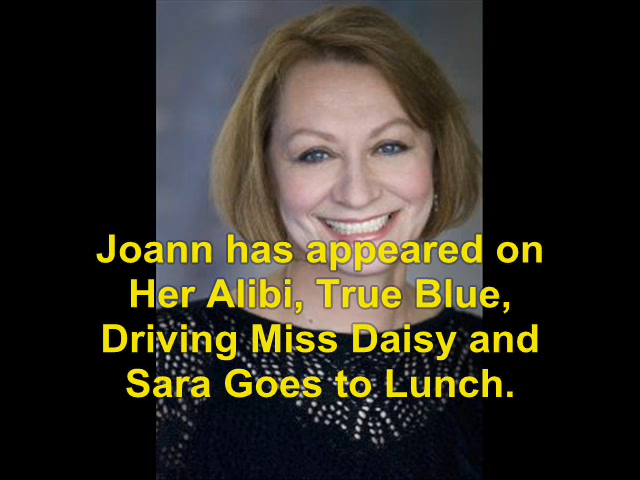 Joann has appeared on
Her Alibi, True Blue,
Driving Miss Daisy and
Sara Goes to Lunch.